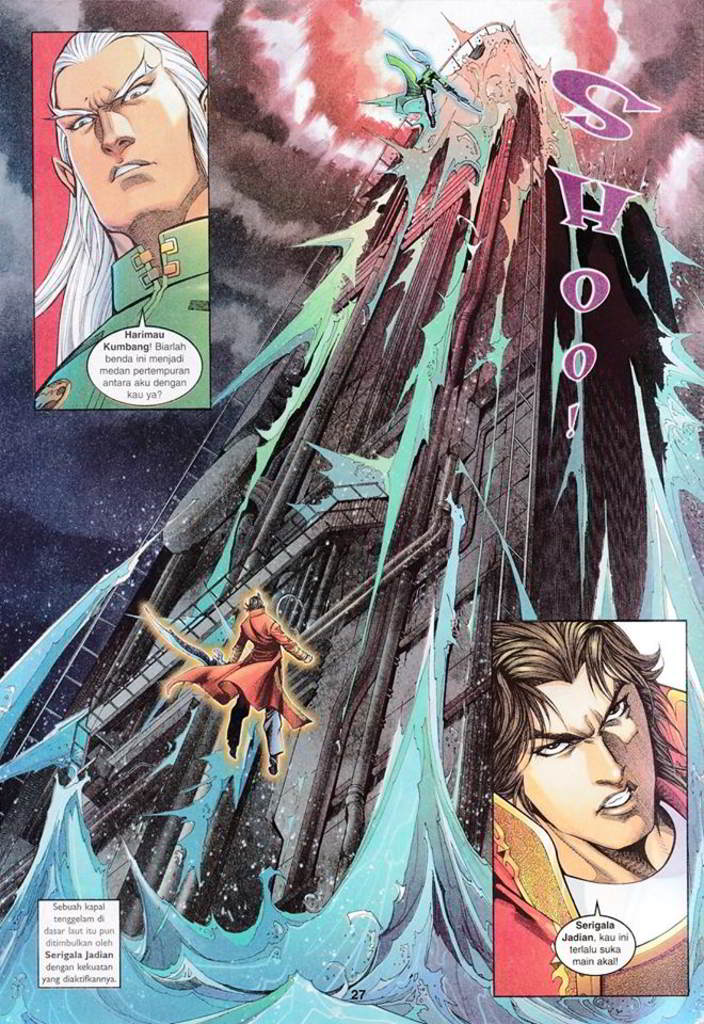 Harimau
Kumbang! Biarlah
benda ini menjadi
medan pertempuran
antara aku dengan
kau ya?
SHOO!
Sebuah kapal
tenggelam di
dasar laut itu pun
ditimbulkan oleh
Serigala Jadian
dengan kekuatan
yang diaktifkannya.
Serigala
Jadian, kau ini
terlalu suka
main akal!
27